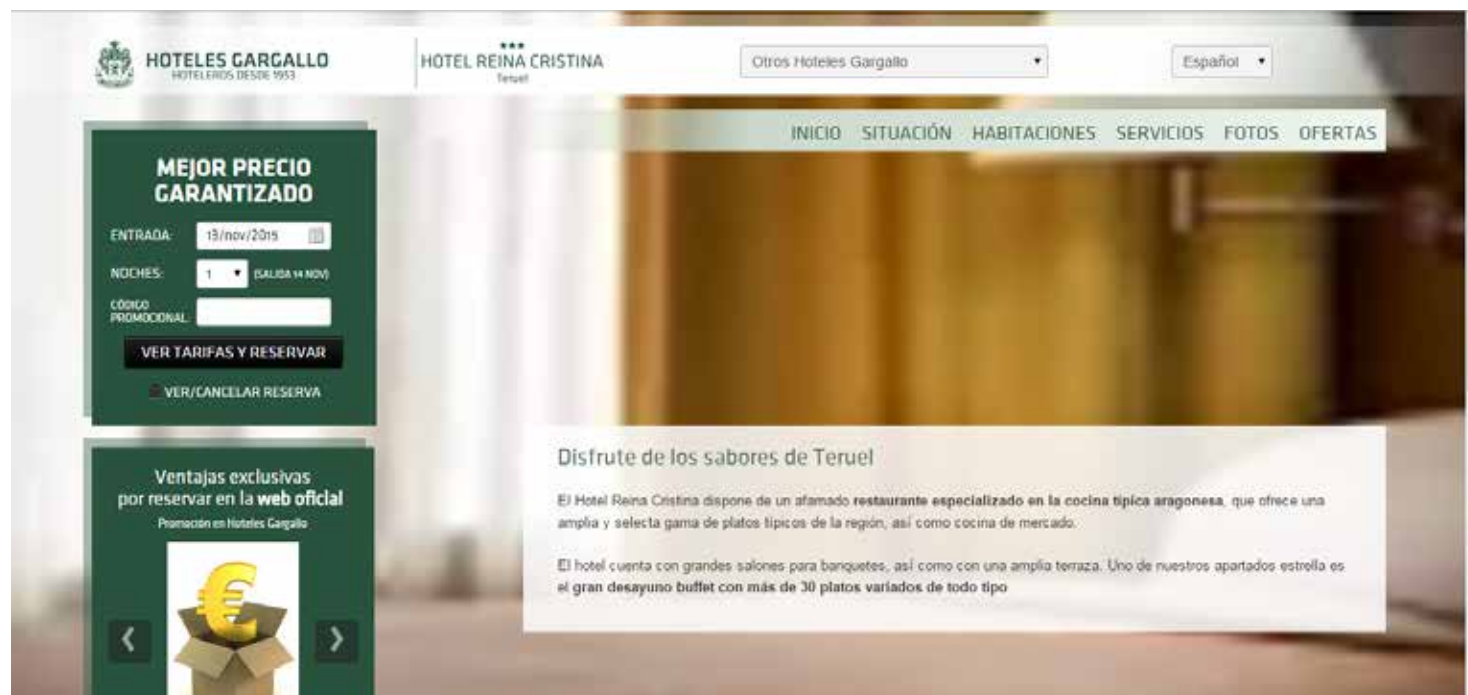 HOTELES GARGALLO
HOTELEROS DESDE 1953
HOTEL REINA CRISTINA
Teruel
Otros Hoteles Gargallo
Español
INICIO SITUACIÓN HABITACIONES SERVICIOS FOTOS OFERTAS
MEJOR PRECIO
GARANTIZADO
ENTRADA: 13/nov/2015
NOCHES: 1 (SALIDA 14 NOV)
CÓDIGO
PROMOCIONAL
VER TARIFAS Y RESERVAR
VER/CANCELAR RESERVA
Ventajas exclusivas
por reservar en la web oficial
Promoción en Hoteles Gargallo
Disfrute de los sabores de Teruel
El Hotel Reina Cristina dispone de un afamado restaurante especializado en la cocina típica aragonesa, que ofrece una
amplia y selecta gama de platos típicos de la región, así como cocina de mercado.
El hotel cuenta con grandes salones para banquetes, así como con una amplia terraza. Uno de nuestros apartados estrella es
el gran desayuno buffet con más de 30 platos variados de todo tipo